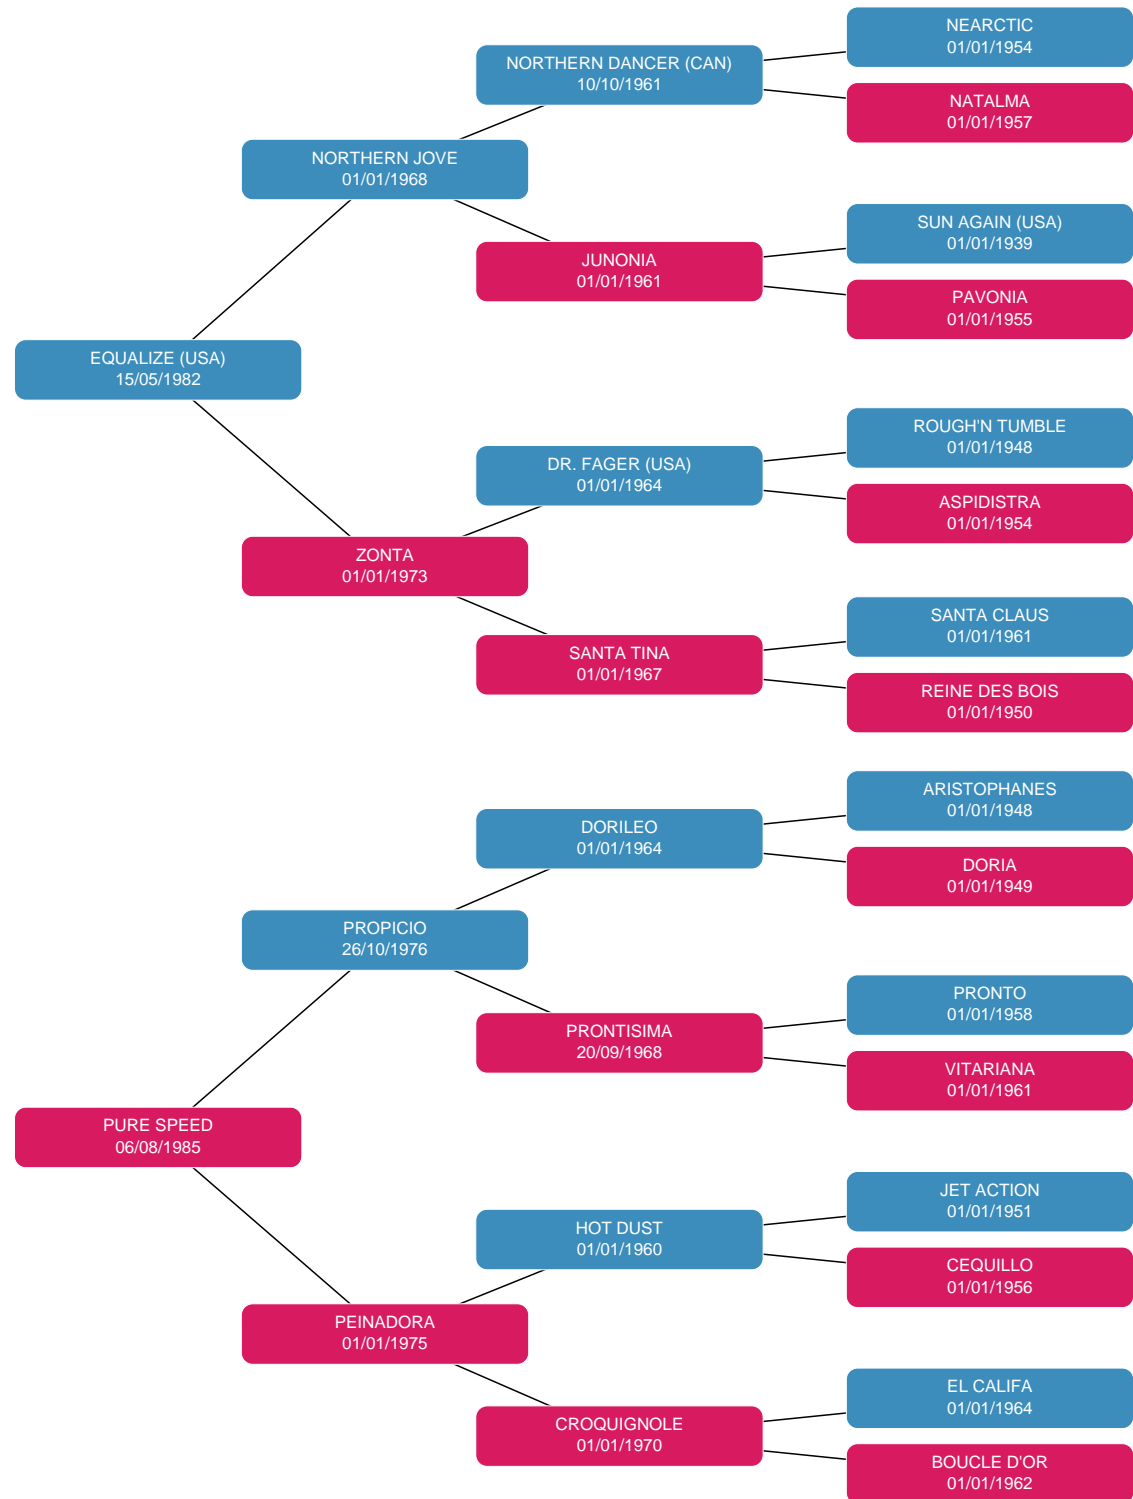 NEARCTIC
01/01/1954
NORTHERN DANCER (CAN)
10/10/1961
NATALMA
01/01/1957
NORTHERN JOVE
01/01/1968
SUN AGAIN (USA)
01/01/1939
JUNONIA
01/01/1961
PAVONIA
01/01/1955
EQUALIZE (USA)
15/05/1982
ROUGH'N TUMBLE
01/01/1948
DR. FAGER (USA)
01/01/1964
ASPIDISTRA
01/01/1954
ZONTA
01/01/1973
SANTA CLAUS
01/01/1961
SANTA TINA
01/01/1967
REINE DES BOIS
01/01/1950
ARISTOPHANES
01/01/1948
DORILEO
01/01/1964
DORIA
01/01/1949
PROPICIO
26/10/1976
PRONTO
01/01/1958
PRONTISIMA
20/09/1968
VITARIANA
01/01/1961
PURE SPEED
06/08/1985
JET ACTION
01/01/1951
HOT DUST
01/01/1960
CEQUILLO
01/01/1956
PEINADORA
01/01/1975
EL CALIFA
01/01/1964
CROQUIGNOLE
01/01/1970
BOUCLE D'OR
01/01/1962